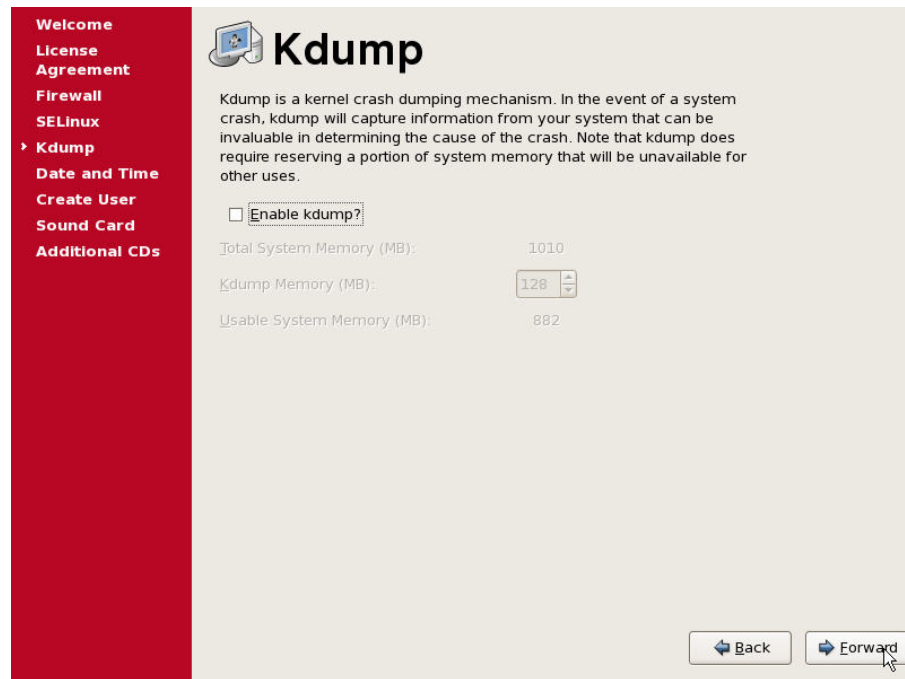 Welcome
License
Agreement
Firewall
SELinux
Kdump
Date and Time
Create User
Sound Card
Additional CDs
Kdump
Kdump is a kernel crash dumping mechanism. In the event of a system
crash, kdump will capture information from your system that can be
invaluable in determining the cause of the crash. Note that kdump does
require reserving a portion of system memory that will be unavailable for
other uses.
Enable kdump?
Total System Memory (MB): 1010
Kdump Memory (MB): 128
Usable System Memory (MB): 882
Back Forward